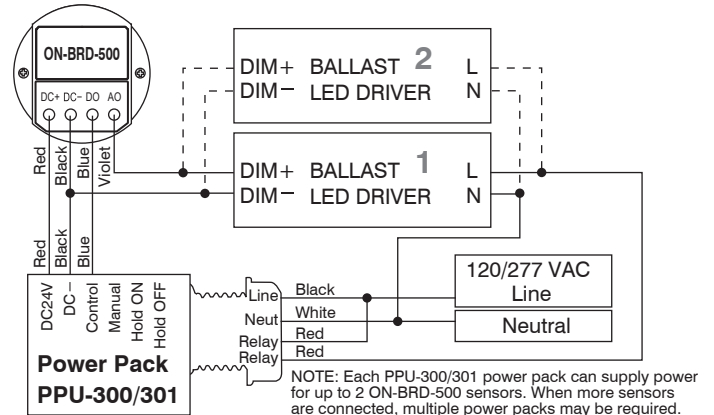 ON-BRD-500
DC+ DC− DO AO
Red
Black
Blue
Violet
DIM+ BALLAST 2 L
DIM− LED DRIVER N
DIM+ BALLAST 1 L
DIM− LED DRIVER N
Red
Black
Blue
DC24V
DC−
Control
Manual
Hold ON
Hold OFF
Power Pack
PPU-300/301
Line
Neut
Relay
Relay
Black
White
Red
Red
120/277 VAC
Line
Neutral
NOTE: Each PPU-300/301 power pack can supply power
for up to 2 ON-BRD-500 sensors. When more sensors
are connected, multiple power packs may be required.